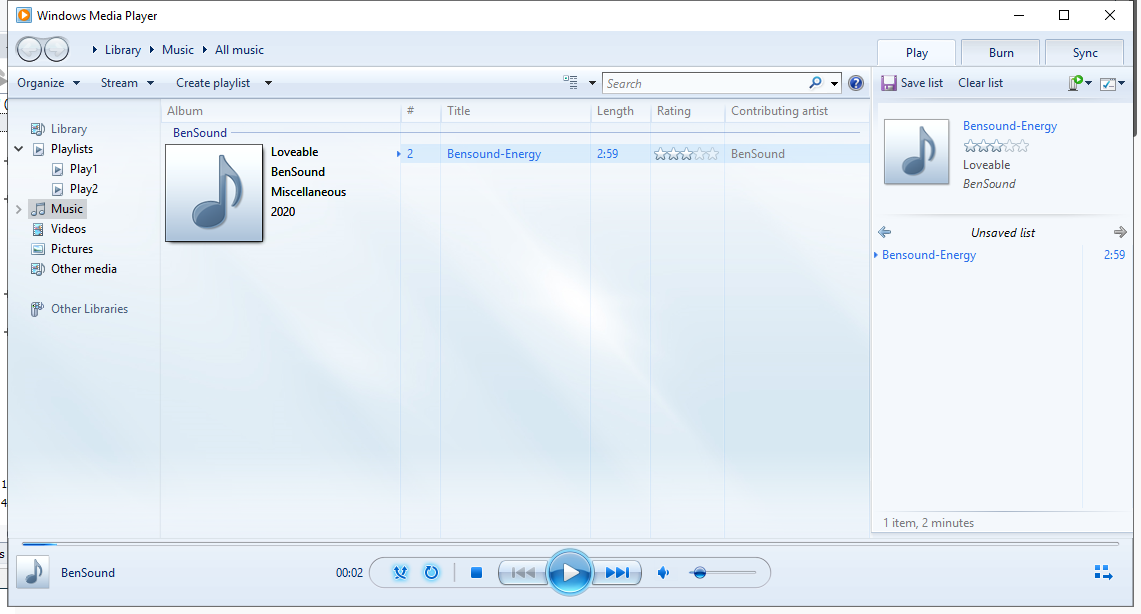 Windows Media Player
Library Music All music
Play Burn Sync
Organize Stream Create playlist Search
Save list Clear list
Album # Title Length Rating Contributing artist
Library
Playlists
Play1
Play2
Music
Videos
Pictures
Other media
Other Libraries
BenSound
Loveable
BenSound
Miscellaneous
2020
2 Bensound-Energy 2:59 BenSound
Bensound-Energy
Loveable
BenSound
Unsaved list
Bensound-Energy 2:59
1 item, 2 minutes
BenSound 00:02